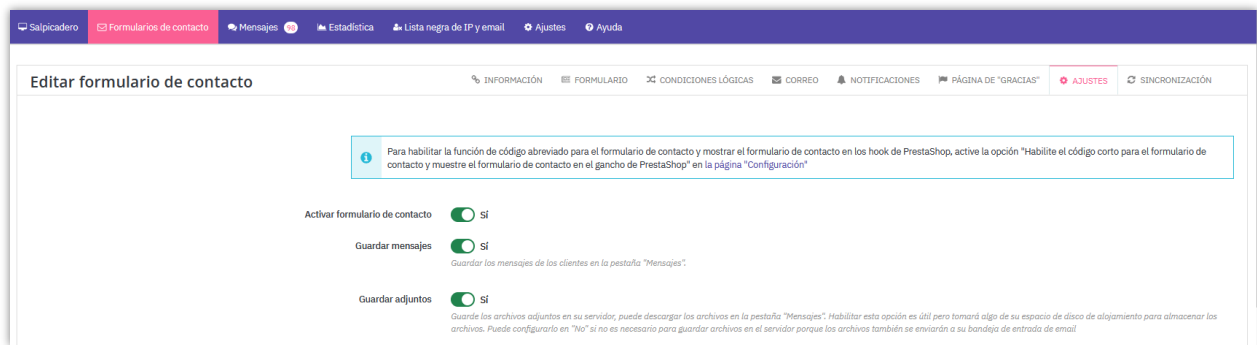 Salpicadero Formularios de contacto Mensajes 98 Estadística Lista negra de IP y email Ajustes Ayuda
Editar formulario de contacto INFORMACIÓN FORMULARIO CONDICIONES LÓGICAS CORREO NOTIFICACIONES PÁGINA DE "GRACIAS" AJUSTES SINCRONIZACIÓN
Para habilitar la función de código abreviado para el formulario de contacto y mostrar el formulario de contacto en los hook de PrestaShop, active la opción "Habilite el código corto para el formulario de
contacto y muestre el formulario de contacto en el gancho de PrestaShop" en la página "Configuración"
Activar formulario de contacto SÍ
Guardar mensajes SÍ
Guardar los mensajes de los clientes en la pestaña "Mensajes".
Guardar adjuntos SÍ
Guarde los archivos adjuntos en su servidor, puede descargar los archivos en la pestaña "Mensajes". Habilitar esta opción es útil pero tomará algo de su espacio de disco de alojamiento para almacenar los
archivos. Puede configurarlo en "No" si no es necesario para guardar archivos en el servidor porque los archivos también se enviarán a su bandeja de entrada de email